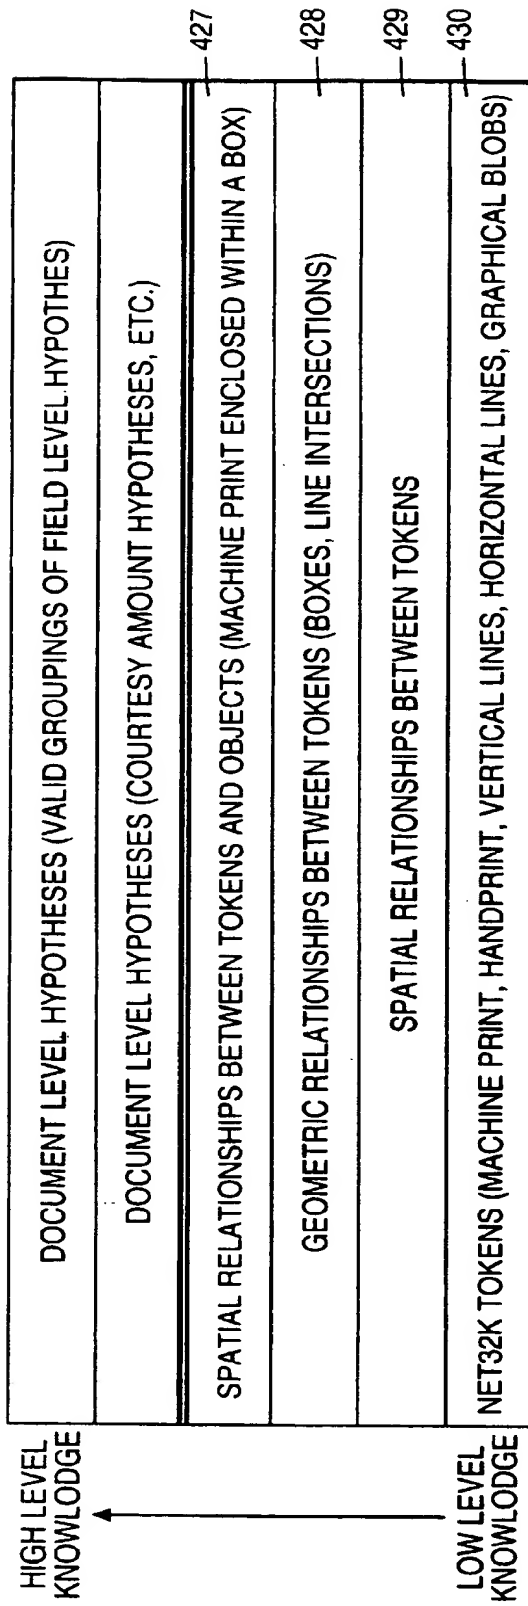 HIGH LEVEL
KNOWLODGE
DOCUMENT LEVEL HYPOTHESES (VALID GROUPINGS OF FIELD LEVEL HYPOTHES)
DOCUMENT LEVEL HYPOTHESES (COURTESY AMOUNT HYPOTHESES, ETC.)
SPATIAL RELATIONSHIPS BETWEEN TOKENS AND OBJECTS (MACHINE PRINT ENCLOSED WITHIN A BOX) 427
GEOMETRIC RELATIONSHIPS BETWEEN TOKENS (BOXES, LINE INTERSECTIONS) 428
SPATIAL RELATIONSHIPS BETWEEN TOKENS 429
LOW LEVEL
KNOWLODGE
NET32K TOKENS (MACHINE PRINT, HANDPRINT, VERTICAL LINES, HORIZONTAL LINES, GRAPHICAL BLOBS) 430